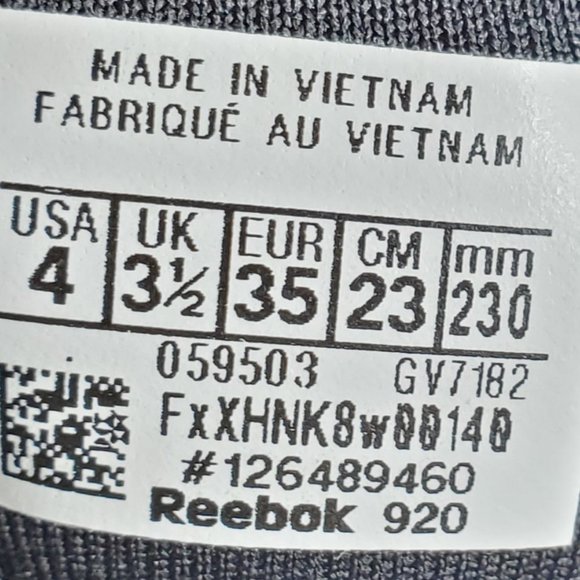 MADE IN VIETNAM
FABRIQUÉ AU VIETNAM
USA UK EUR CM mm
4 3½ 35 23 230
059503 GV7182
FxXHNK8w00140
#126489460
Reebok 920